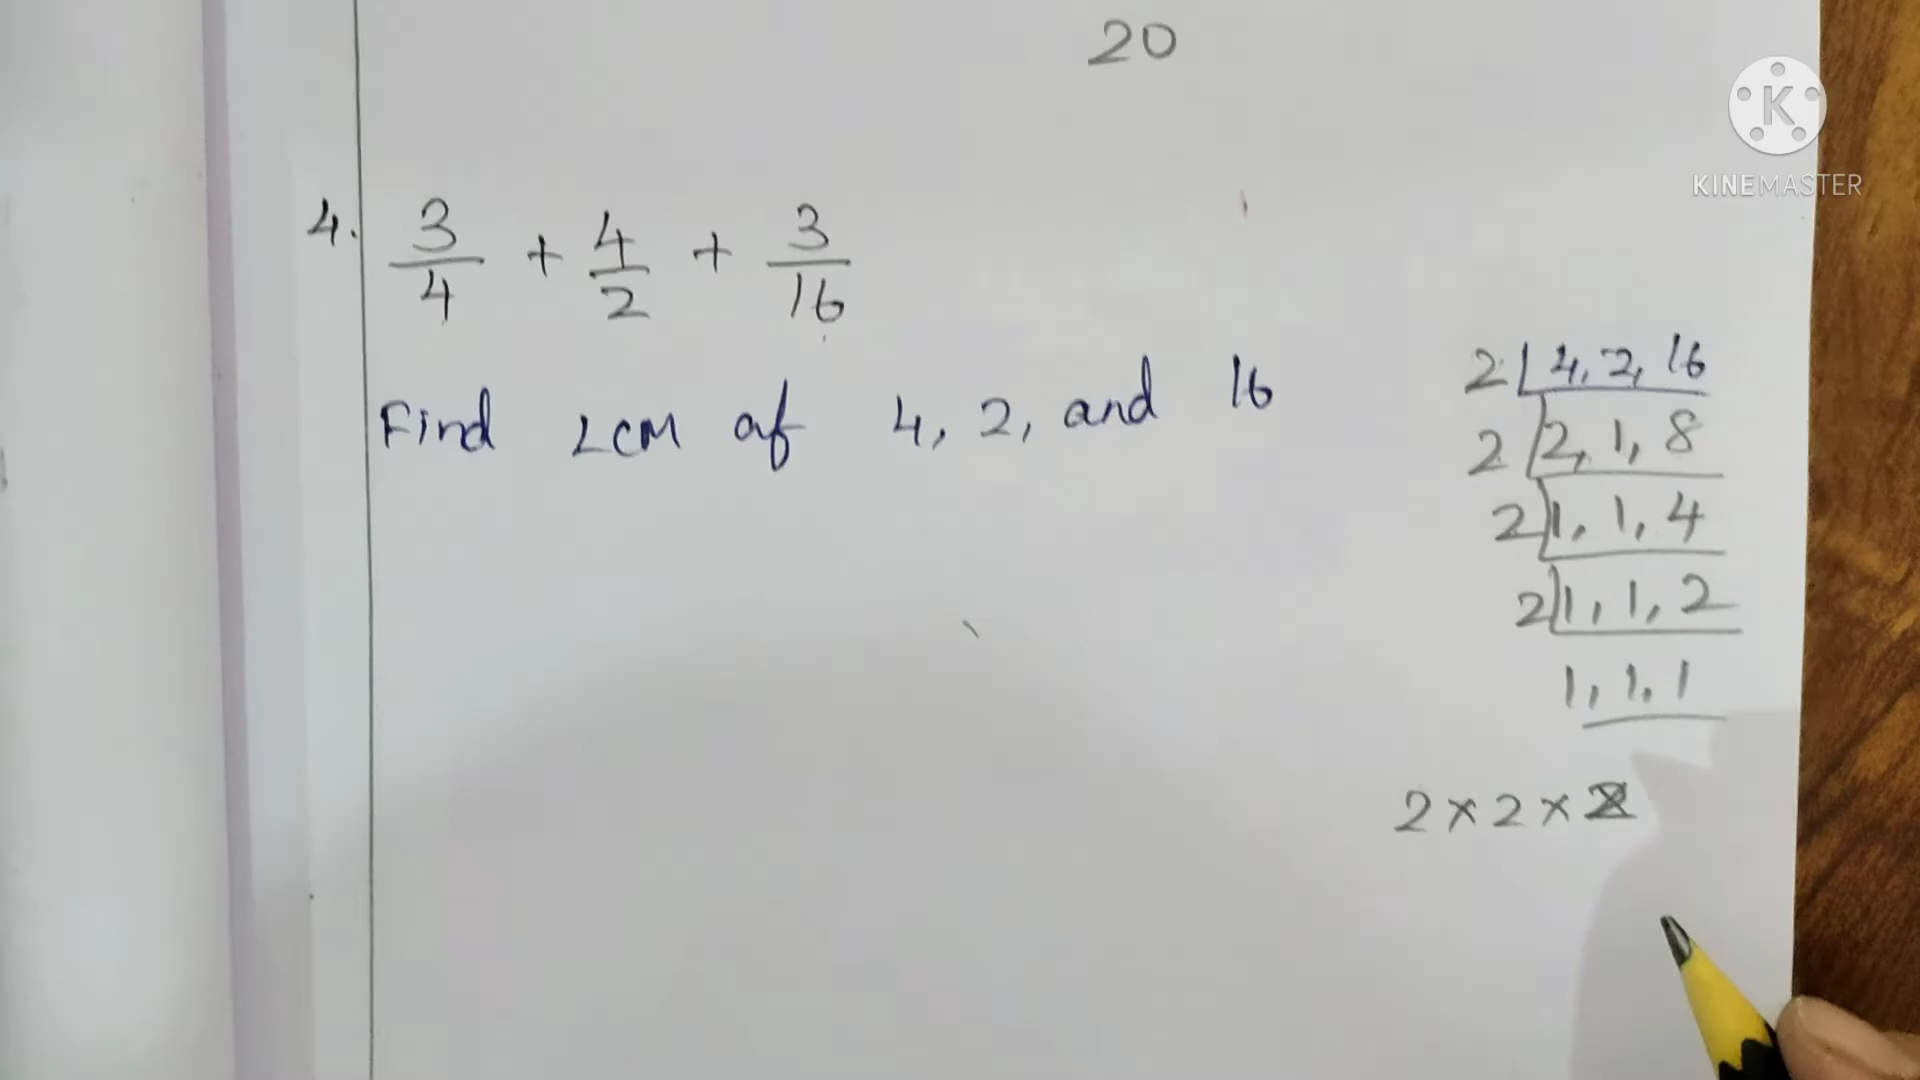 20
K
KINEMASTER
4. 3/4 + 4/2 + 3/16
Find LCM of 4, 2, and 16
2 | 4, 2, 16
2 | 2, 1, 8
2 | 1, 1, 4
2 | 1, 1, 2
1, 1, 1
2 × 2 × 2